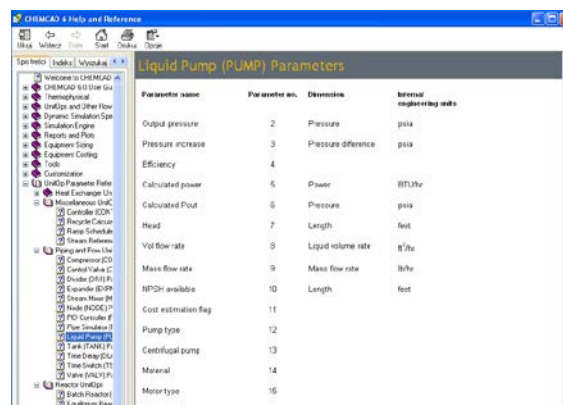 CHEMCAD 6 Help and Reference
Ukryj Wstecz Dalej Start Drukuj Opcje
Spis treści Indeks Wyszukaj
Welcome to CHEMCAD
CHEMCAD 6.0 User Gu
Thermophysical
UnitOps and Other Flow
Dynamic Simulation Spe
Simulation Engine
Reports and Plots
Equipment Sizing
Equipment Costing
Tools
Customization
UnitOp Parameter Refer
Heat Exchanger Un
Miscellaneous UnitO
Controller (CON
Recycle Calcula
Ramp Schedule
Stream Referen
Piping and Flow Uni
Compressor (CO
Control Valve (C
Divider (DIVI) P
Expander (EXPN
Stream Mixer (M
Node (NODE) P
PID Controller (F
Pipe Simulator (
Liquid Pump (PU
Tank (TANK) P
Time Delay (DL
Time Switch (TS
Valve (VALV) P
Reactor UnitOps
Batch Reactor (
Equilibrium Reac
Liquid Pump (PUMP) Parameters
Parameter name Parameter no. Dimension Internal
engineering units
Output pressure 2 Pressure psia
Pressure increase 3 Pressure difference psia
Efficiency 4
Calculated power 5 Power BTU/hr
Calculated Pout 6 Pressure psia
Head 7 Length feet
Vol flow rate 8 Liquid volume rate ft³/hr
Mass flow rate 9 Mass flow rate lb/hr
NPSH available 10 Length feet
Cost estimation flag 11
Pump type 12
Centrifugal pump 13
Material 14
Motor type 15